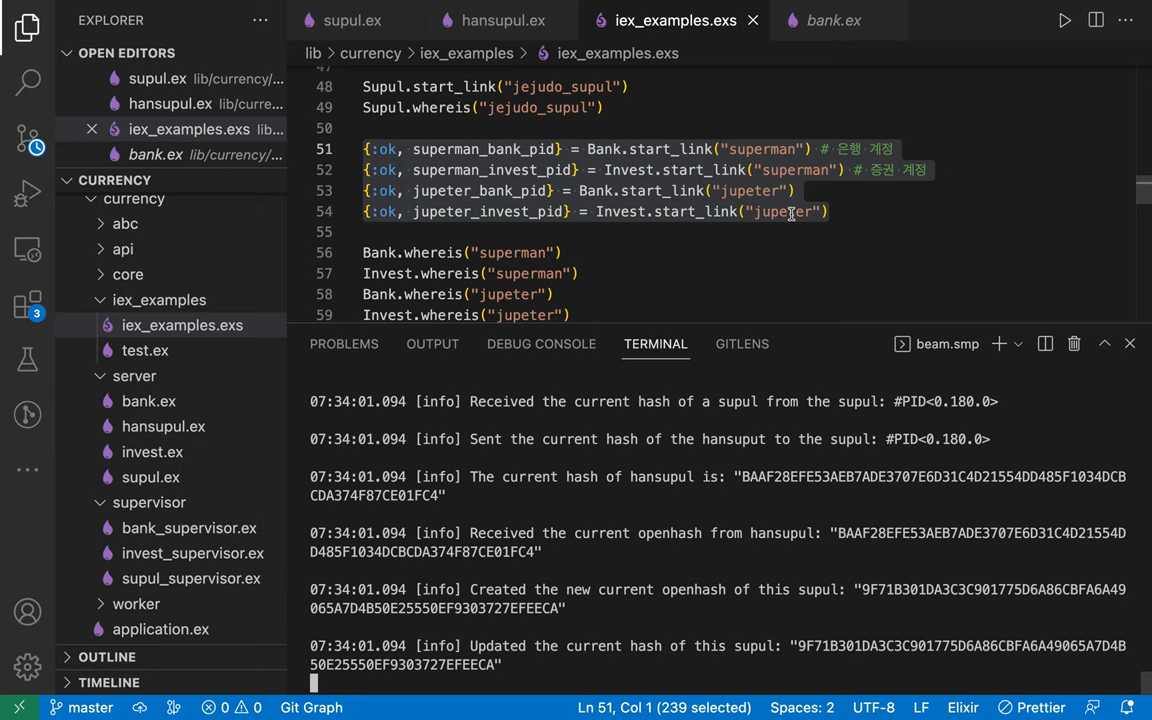 EXPLORER
OPEN EDITORS
supul.ex lib/currency/...
hansupul.ex lib/curre...
iex_examples.exs lib...
bank.ex lib/currency/...
CURRENCY
currency
abc
api
core
iex_examples
iex_examples.exs
test.ex
server
bank.ex
hansupul.ex
invest.ex
supul.ex
supervisor
bank_supervisor.ex
invest_supervisor.ex
supul_supervisor.ex
worker
application.ex
OUTLINE
TIMELINE
3
supul.ex hansupul.ex iex_examples.exs bank.ex
lib > currency > iex_examples > iex_examples.exs
47
48 Supul.start_link("jejudo_supul")
49 Supul.whereis("jejudo_supul")
50
51 {:ok, superman_bank_pid} = Bank.start_link("superman") # 은행 계정
52 {:ok, superman_invest_pid} = Invest.start_link("superman") # 증권 계정
53 {:ok, jupeter_bank_pid} = Bank.start_link("jupeter")
54 {:ok, jupeter_invest_pid} = Invest.start_link("jupeter")
55
56 Bank.whereis("superman")
57 Invest.whereis("superman")
58 Bank.whereis("jupeter")
59 Invest.whereis("jupeter")
PROBLEMS OUTPUT DEBUG CONSOLE TERMINAL GITLENS beam.smp
07:34:01.094 [info] Received the current hash of a supul from the supul: #PID<0.180.0>
07:34:01.094 [info] Sent the current hash of the hansuput to the supul: #PID<0.180.0>
07:34:01.094 [info] The current hash of hansupul is: "BAAF28EFE53AEB7ADE3707E6D31C4D21554DD485F1034DCB
CDA374F87CE01FC4"
07:34:01.094 [info] Received the current openhash from hansupul: "BAAF28EFE53AEB7ADE3707E6D31C4D21554D
D485F1034DCBCDA374F87CE01FC4"
07:34:01.094 [info] Created the new current openhash of this supul: "9F71B301DA3C3C901775D6A86CBFA6A49
065A7D4B50E25550EF9303727EFEECA"
07:34:01.094 [info] Updated the current hash of this supul: "9F71B301DA3C3C901775D6A86CBFA6A49065A7D4B
50E25550EF9303727EFEECA"
master 0 0 Git Graph Ln 51, Col 1 (239 selected) Spaces: 2 UTF-8 LF Elixir Prettier